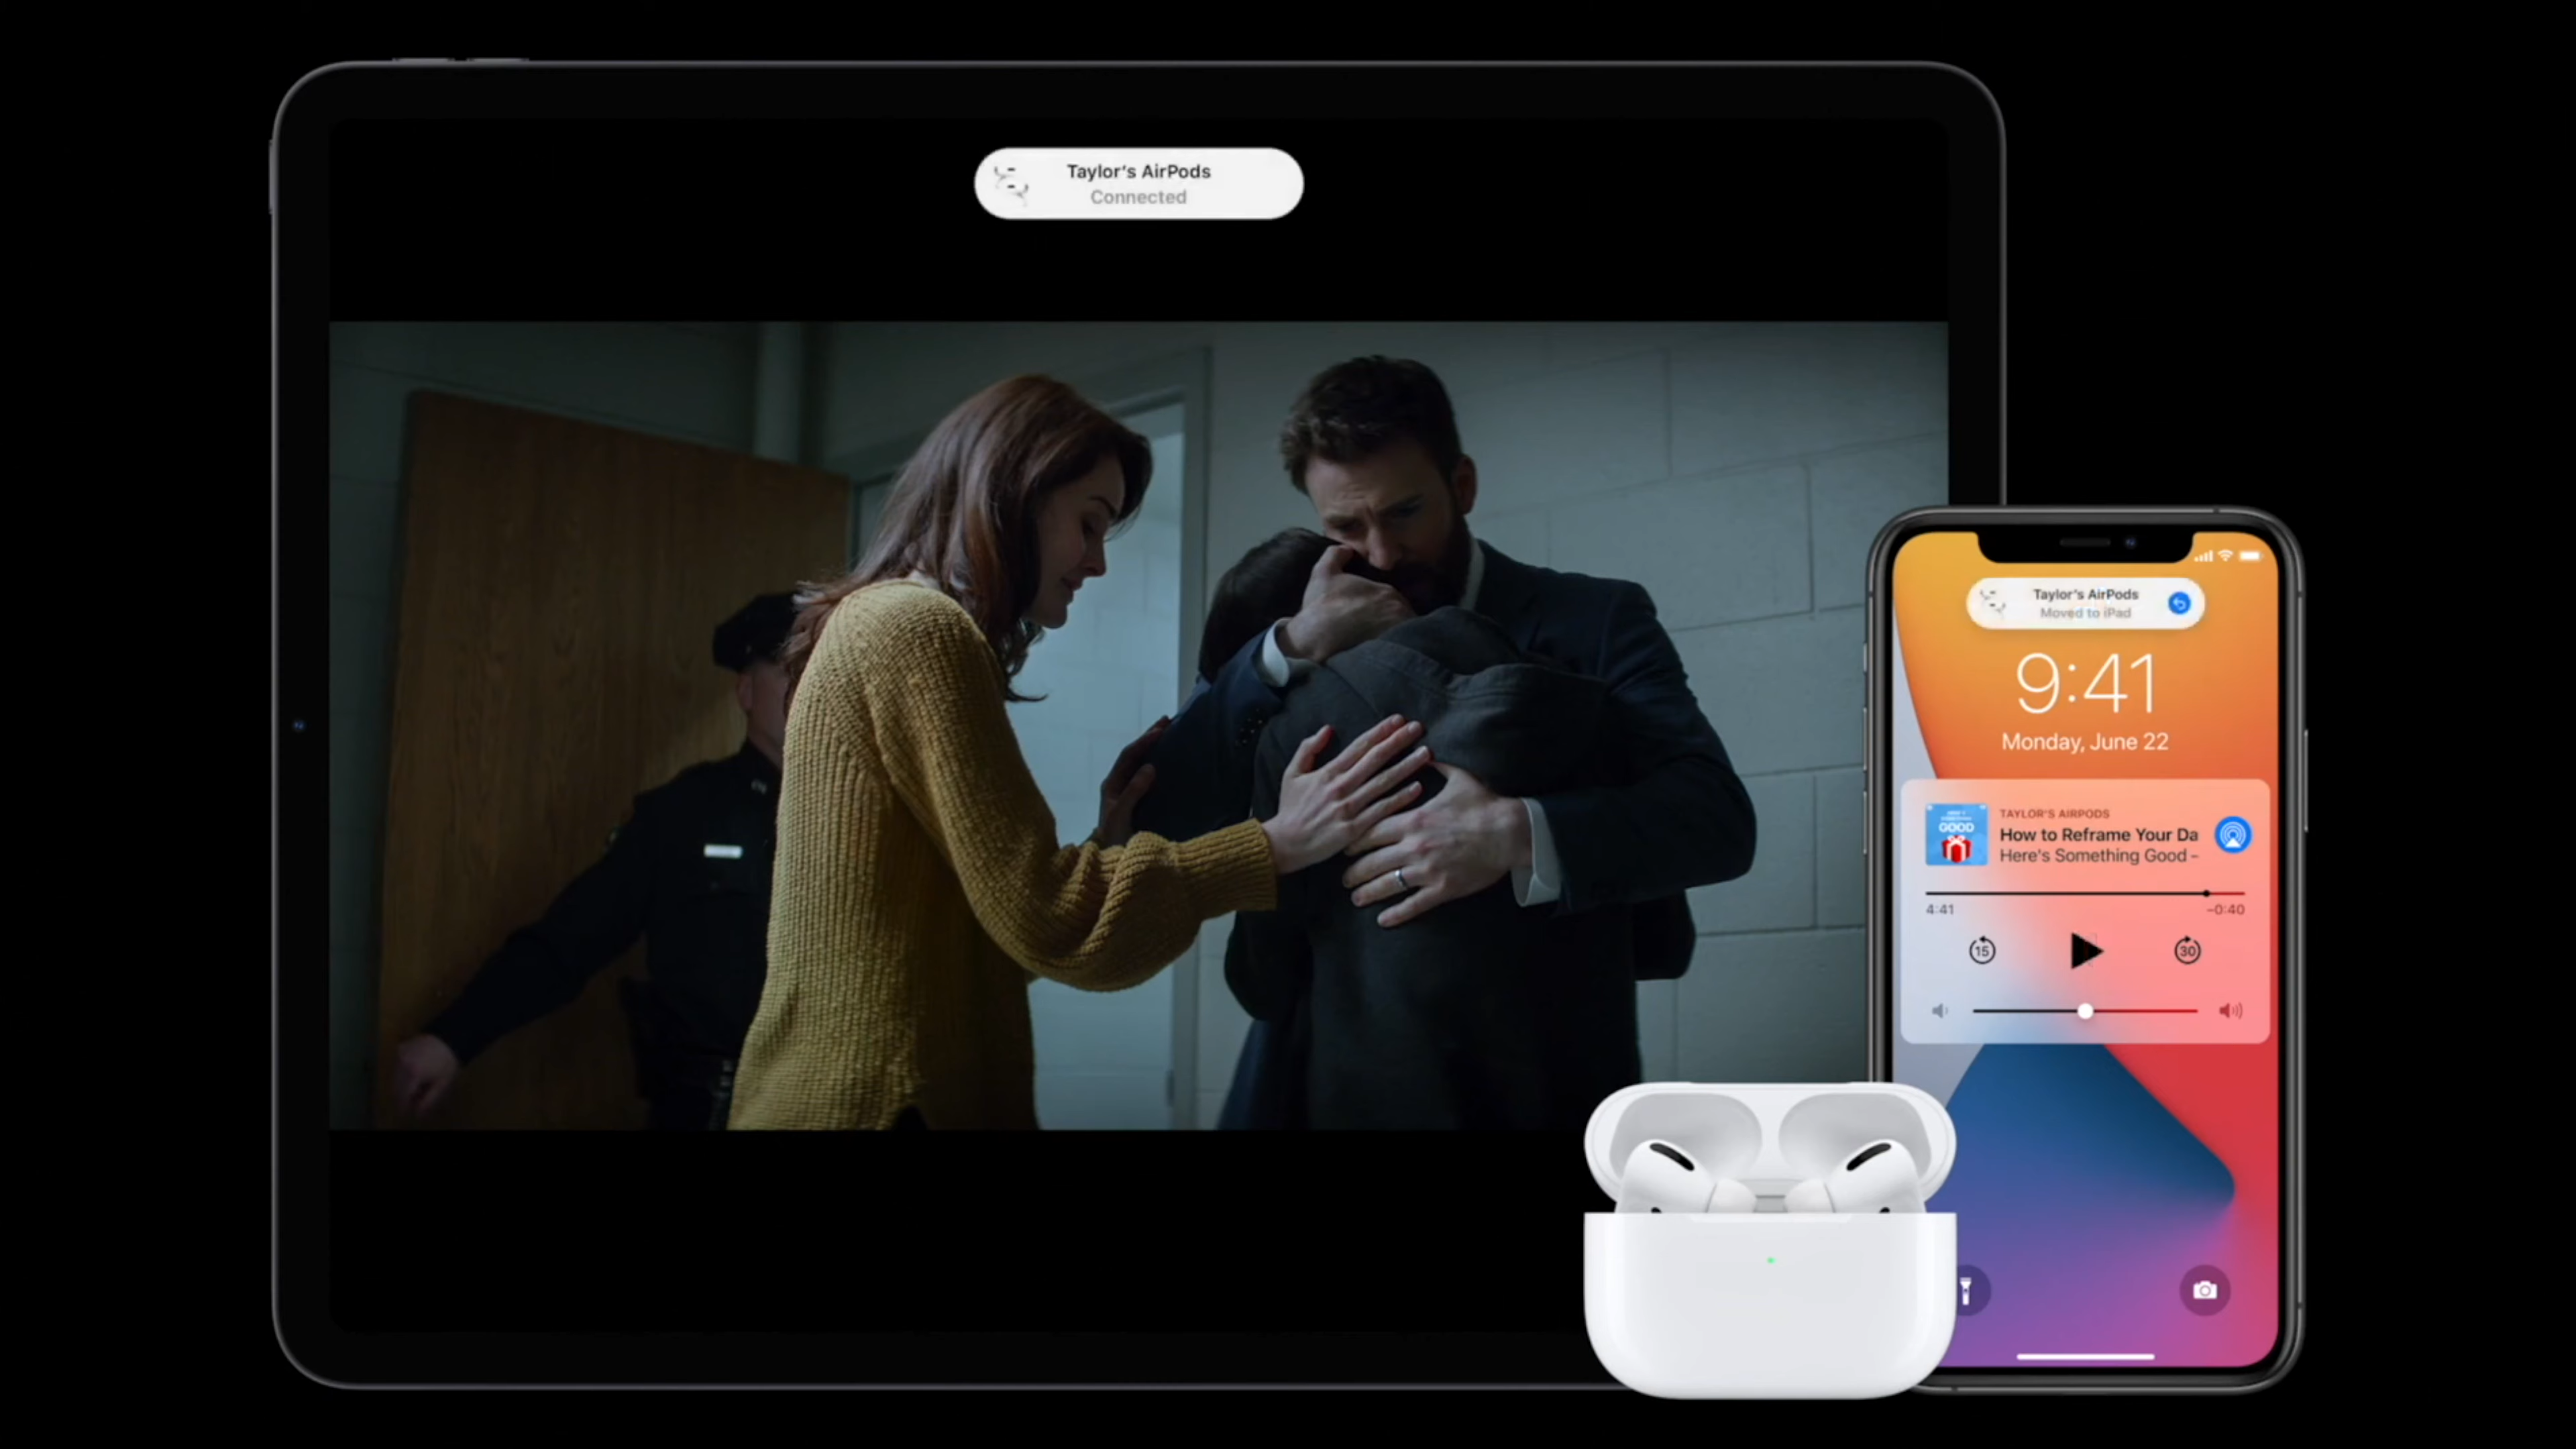 Taylor's AirPods
Connected
Taylor's AirPods
Moved to iPad
9:41
Monday, June 22
GOOD
TAYLOR'S AIRPODS
How to Reframe Your Da
Here's Something Good –
4:41
–0:40
15
30